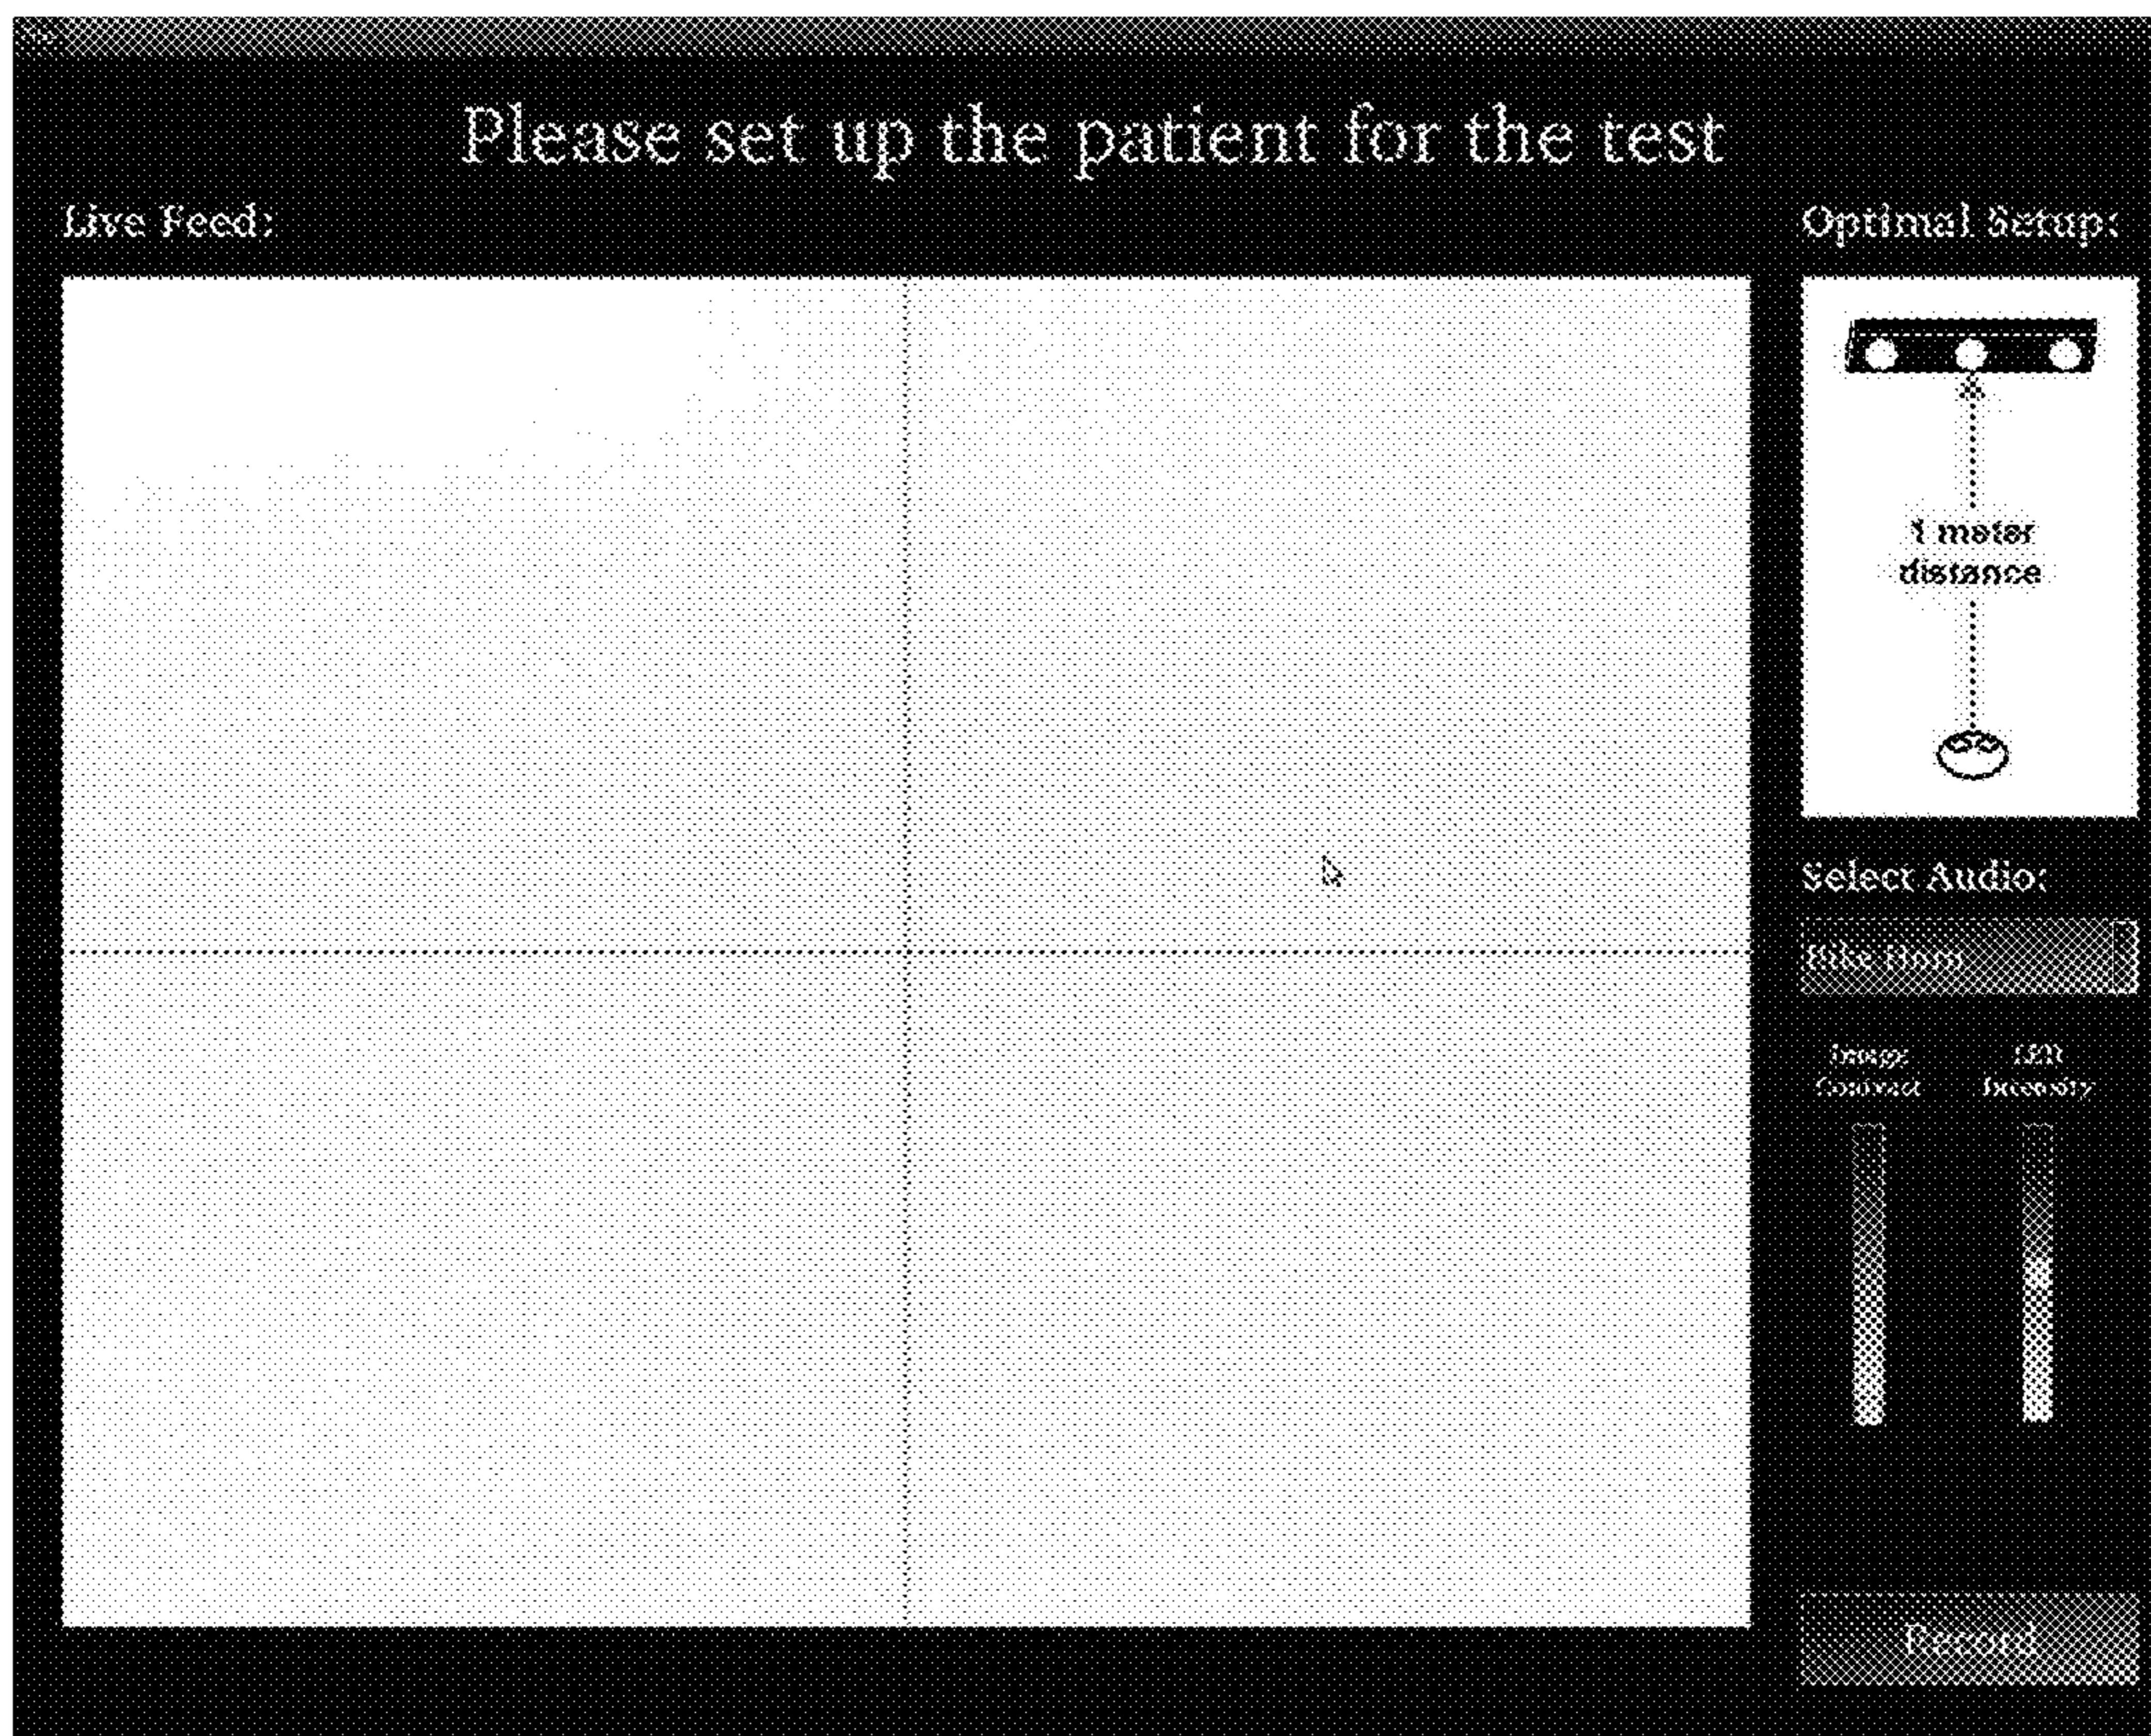 Please set up the patient for the test
Live Feed:
Optimal Setup:
1 meter
distance
Select Audio:
Bike Horn
Image
Contrast
LED
Intensity
Record